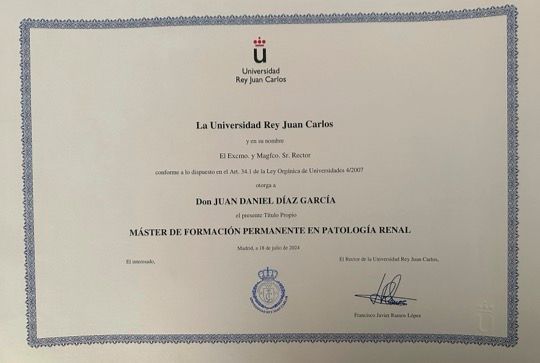 ü
Universidad
Rey Juan Carlos
La Universidad Rey Juan Carlos
y en su nombre
El Excmo. y Magfco. Sr. Rector
conforme a lo dispuesto en el Art. 34.1 de la Ley Orgánica de Universidades 4/2007
otorga a
Don JUAN DANIEL DÍAZ GARCÍA
el presente Título Propio
MÁSTER DE FORMACIÓN PERMANENTE EN PATOLOGÍA RENAL
Madrid, a 18 de julio de 2024
El interesado,
El Rector de la Universidad Rey Juan Carlos,
Francisco Javier Ramos López